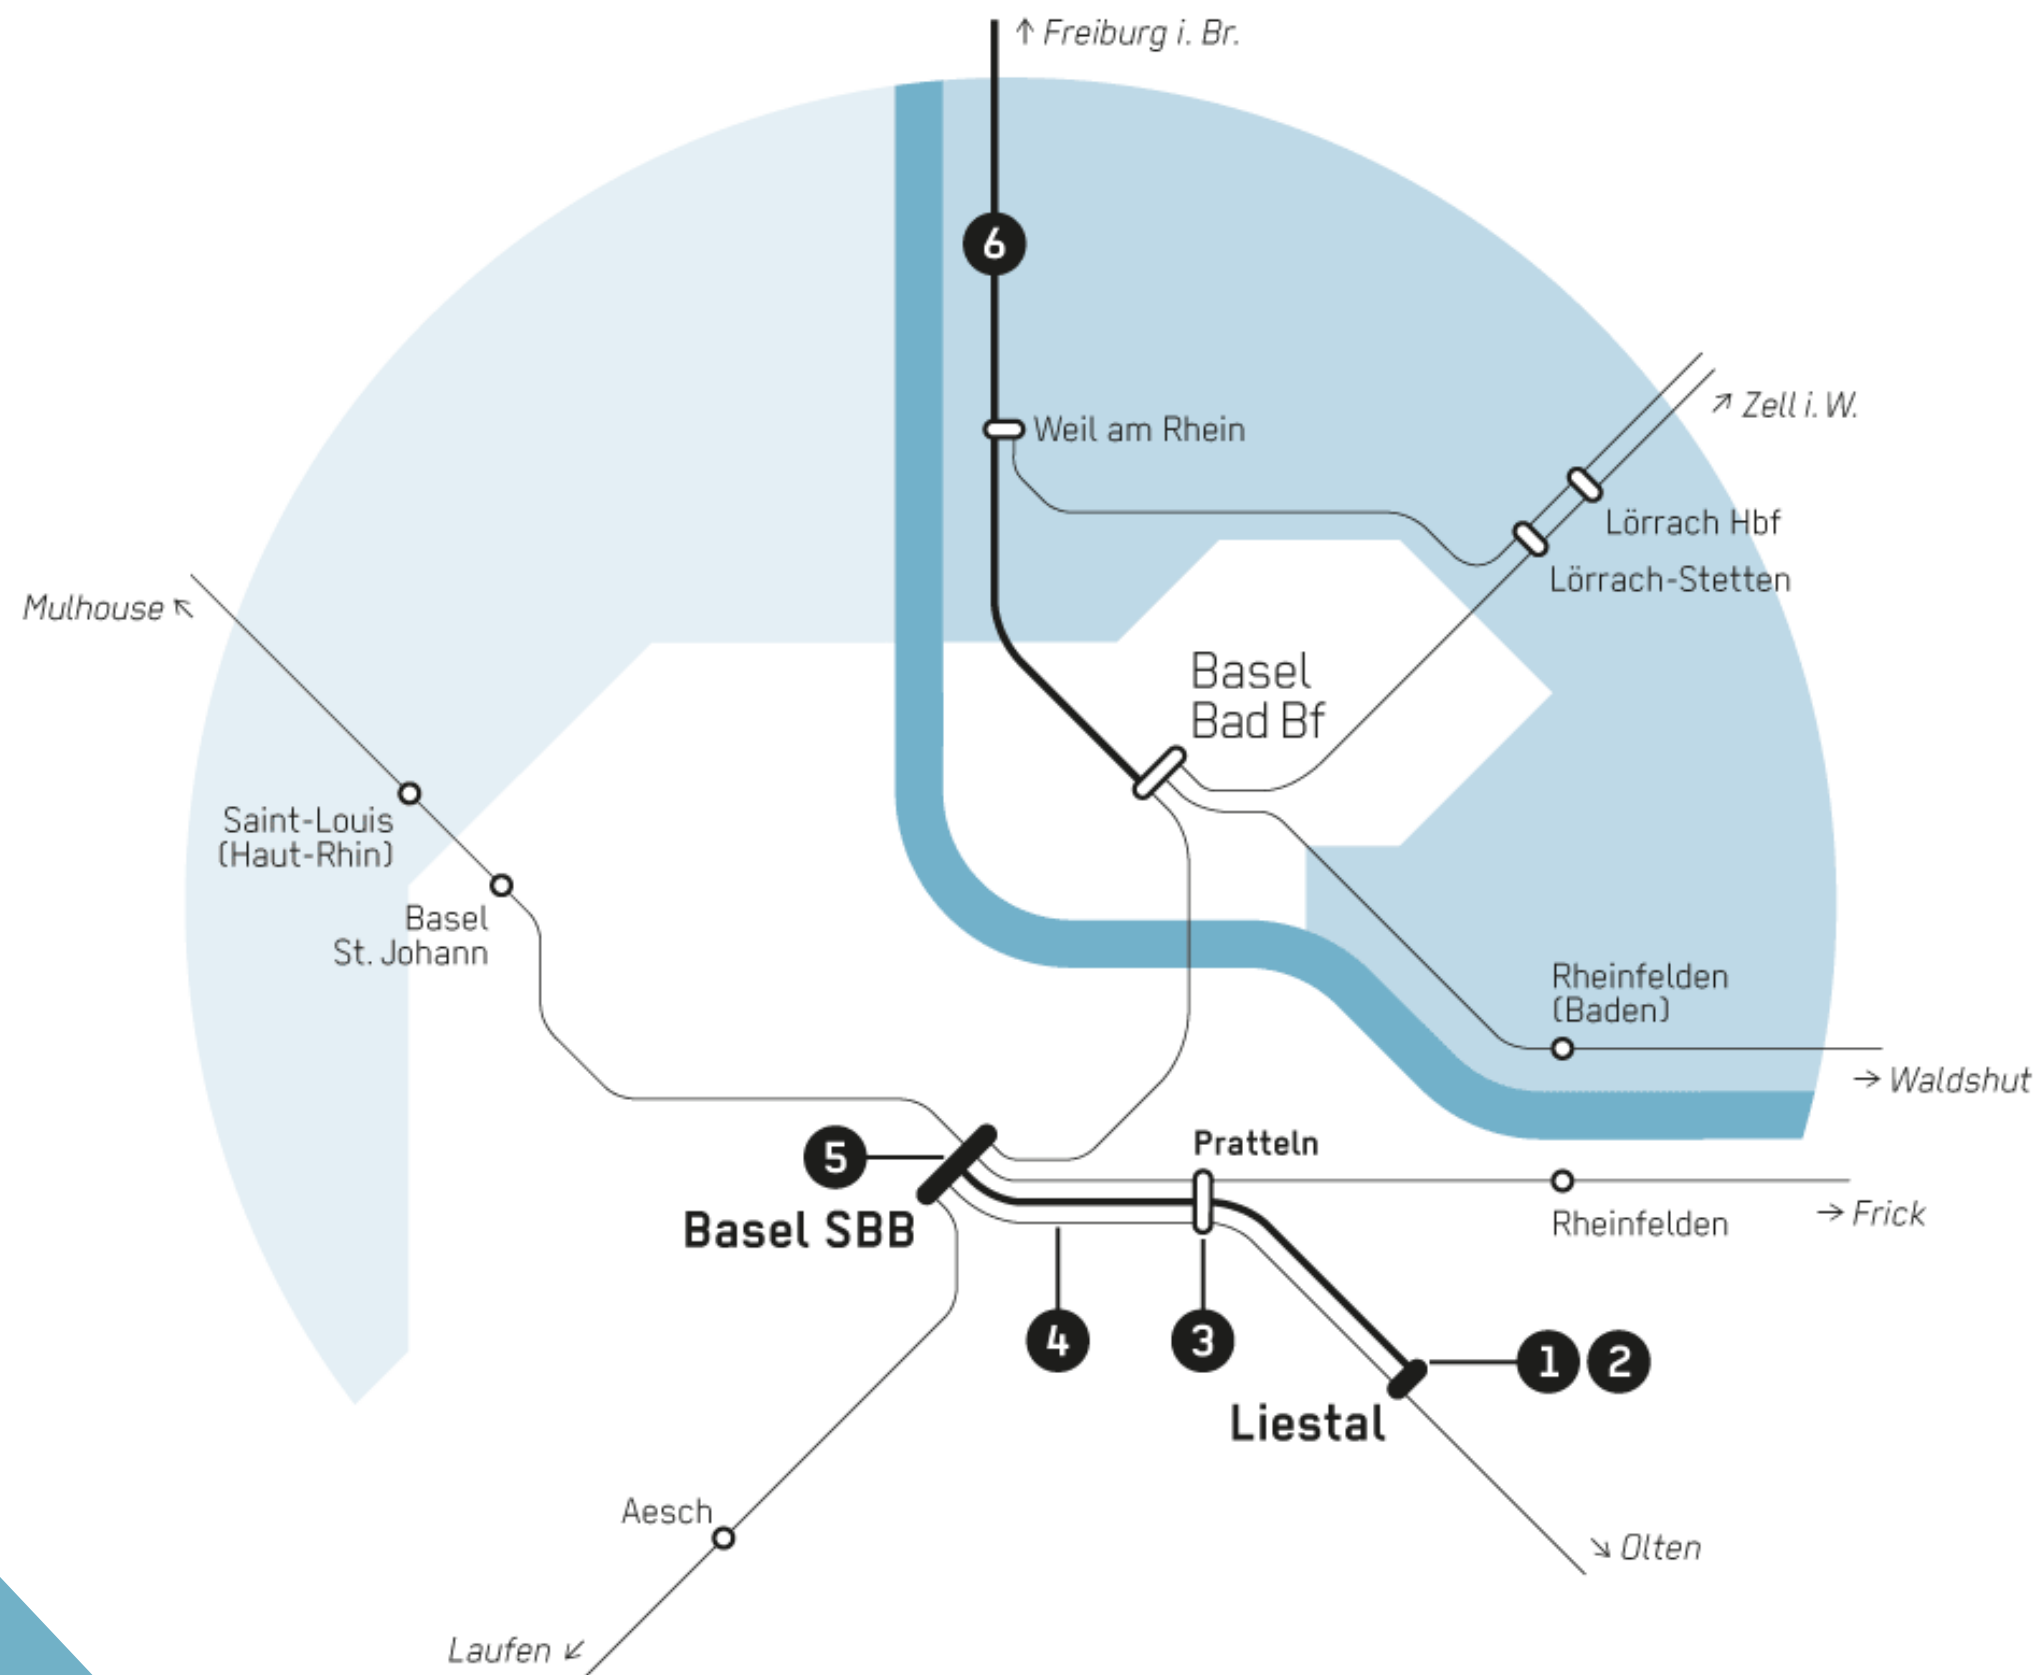 ↑ Freiburg i. Br.
6
↗ Zell i. W.
Weil am Rhein
Lörrach Hbf
Lörrach-Stetten
Mulhouse ↖
Basel
Bad Bf
Saint-Louis
(Haut-Rhin)
Basel
St. Johann
Rheinfelden
(Baden)
→ Waldshut
Pratteln
5
Basel SBB
Rheinfelden
→ Frick
4
3
1
2
Liestal
Aesch
↘ Olten
Laufen ↙